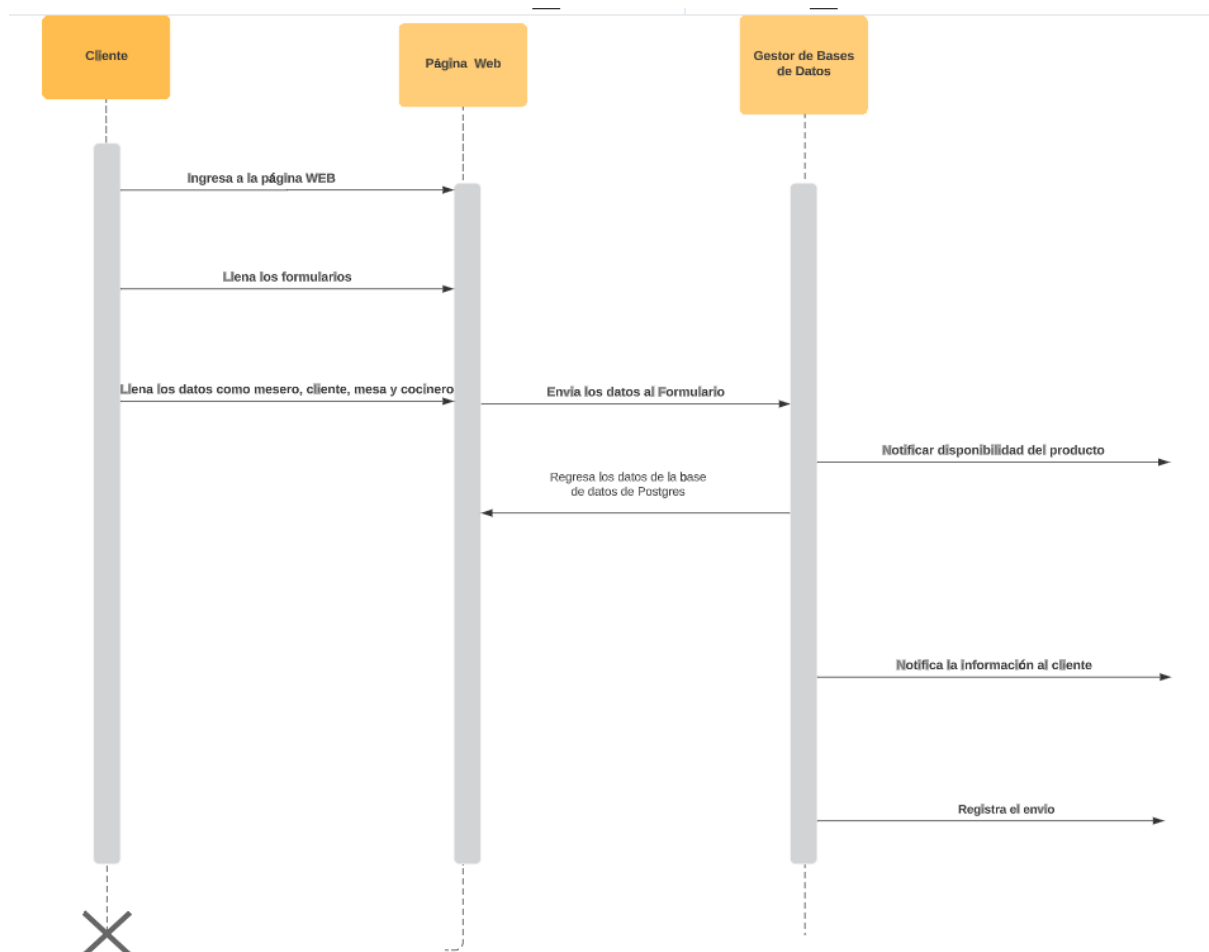 Cliente
Página Web
Gestor de Bases
de Datos
Ingresa a la página WEB
Llena los formularios
Llena los datos como mesero, cliente, mesa y cocinero
Envía los datos al Formulario
Notificar disponibilidad del producto
Regresa los datos de la base
de datos de Postgres
Notifica la información al cliente
Registra el envio